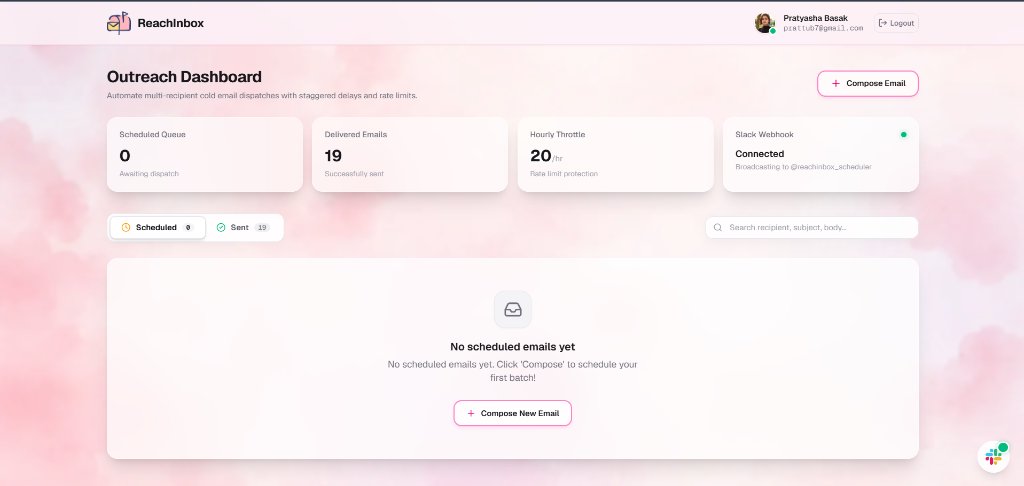 ReachInbox
Pratyasha Basak
prattub7@gmail.com
Logout
Outreach Dashboard
Automate multi-recipient cold email dispatches with staggered delays and rate limits.
+ Compose Email
Scheduled Queue
0
Awaiting dispatch
Delivered Emails
19
Successfully sent
Hourly Throttle
20/hr
Rate limit protection
Slack Webhook
Connected
Broadcasting to @reachinbox_scheduler
Scheduled 0
Sent 19
Search recipient, subject, body...
No scheduled emails yet
No scheduled emails yet. Click 'Compose' to schedule your
first batch!
+ Compose New Email